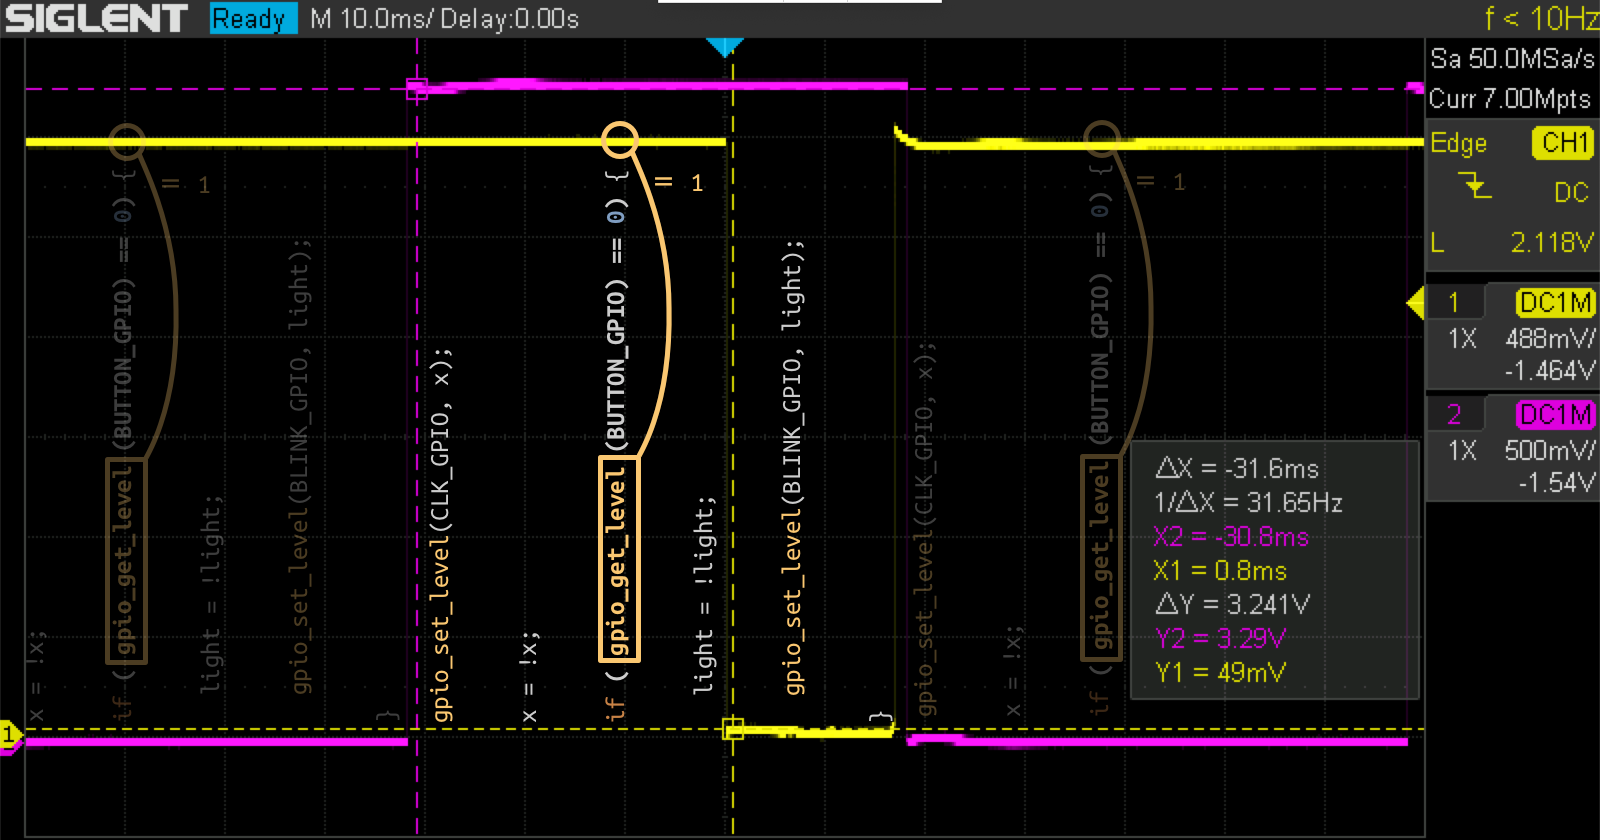 SIGLENT Ready M 10.0ms/ Delay:0.00s f < 10Hz
Sa 50.0MSa/s
Curr 7.00Mpts
Edge CH1
DC
L 2.118V
1 DC1M
1X 488mV/
-1.464V
2 DC1M
1X 500mV/
-1.54V
x = !x;
if (gpio_get_level(BUTTON_GPIO) == 0) {
= 1
light = !light;
gpio_set_level(BLINK_GPIO, light);
}
gpio_set_level(CLK_GPIO, x);
x = !x;
if (gpio_get_level(BUTTON_GPIO) == 0) {
= 1
light = !light;
gpio_set_level(BLINK_GPIO, light);
}
gpio_set_level(CLK_GPIO, x);
x = !x;
if (gpio_get_level(BUTTON_GPIO) == 0) {
= 1
ΔX = -31.6ms
1/ΔX = 31.65Hz
X2 = -30.8ms
X1 = 0.8ms
ΔY = 3.241V
Y2 = 3.29V
Y1 = 49mV
1